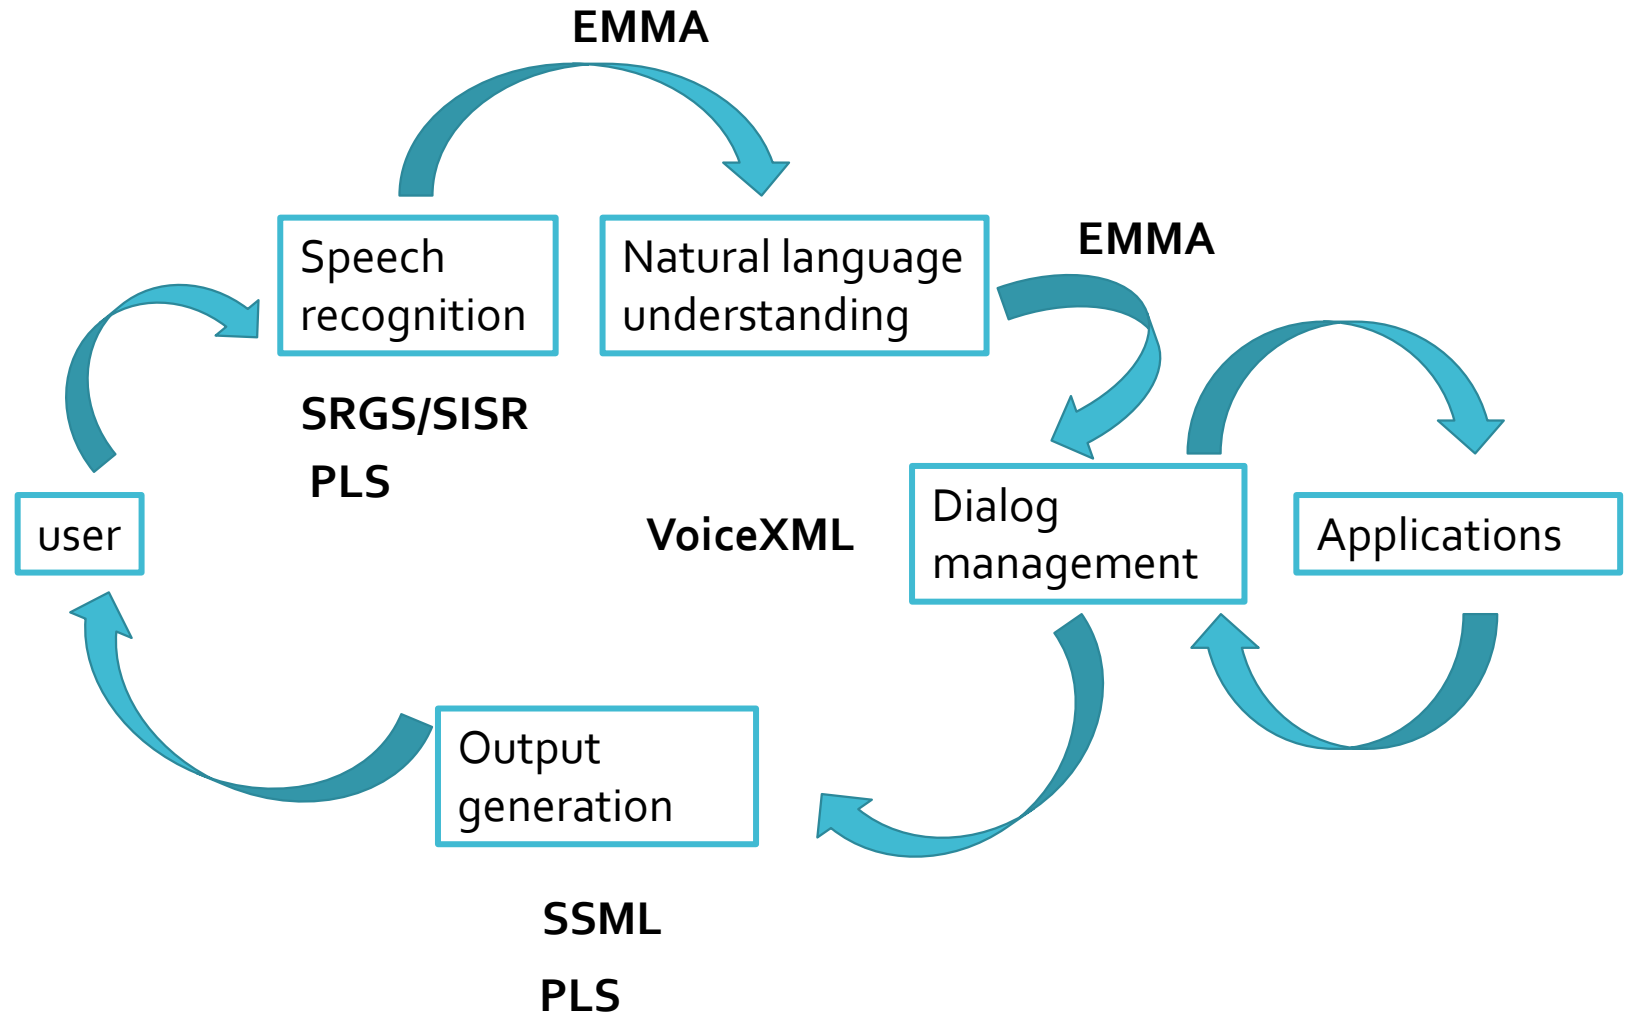 EMMA
Speech
recognition
Natural language
understanding
EMMA
SRGS/SISR
PLS
user
VoiceXML
Dialog
management
Applications
Output
generation
SSML
PLS